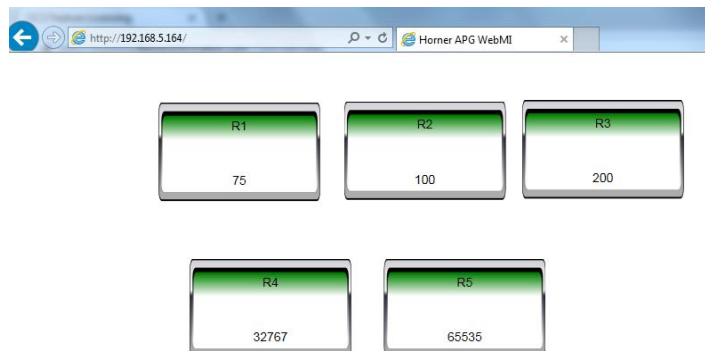 http://192.168.5.164/
Horner APG WebMI
R1
R2
R3
75
100
200
R4
R5
32767
65535